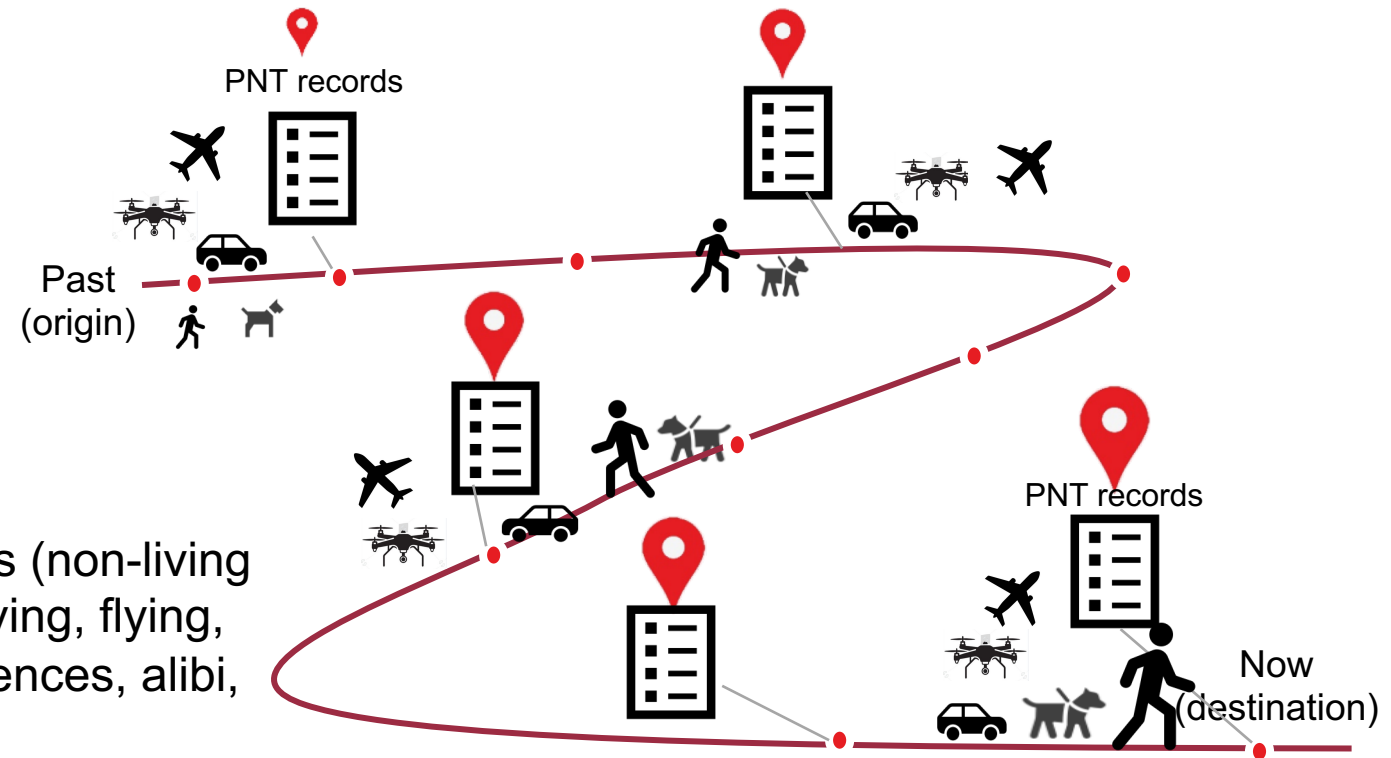 PNT records
Past
(origin)
PNT records
s (non-living
ving, flying,
ences, alibi,
Now
(destination)